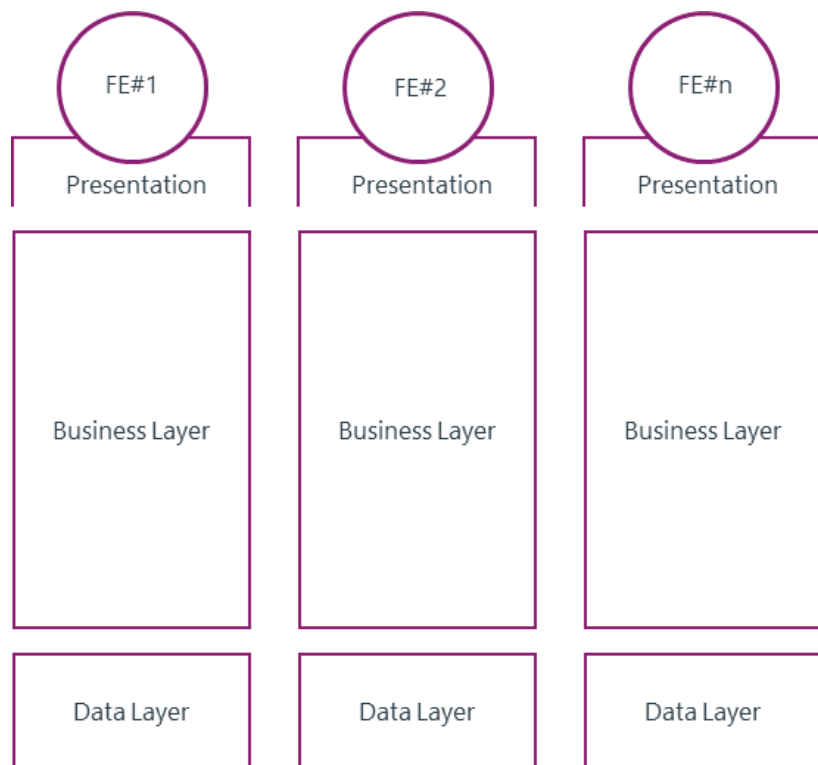 FE#1
FE#2
FE#n
Presentation
Presentation
Presentation
Business Layer
Business Layer
Business Layer
Data Layer
Data Layer
Data Layer